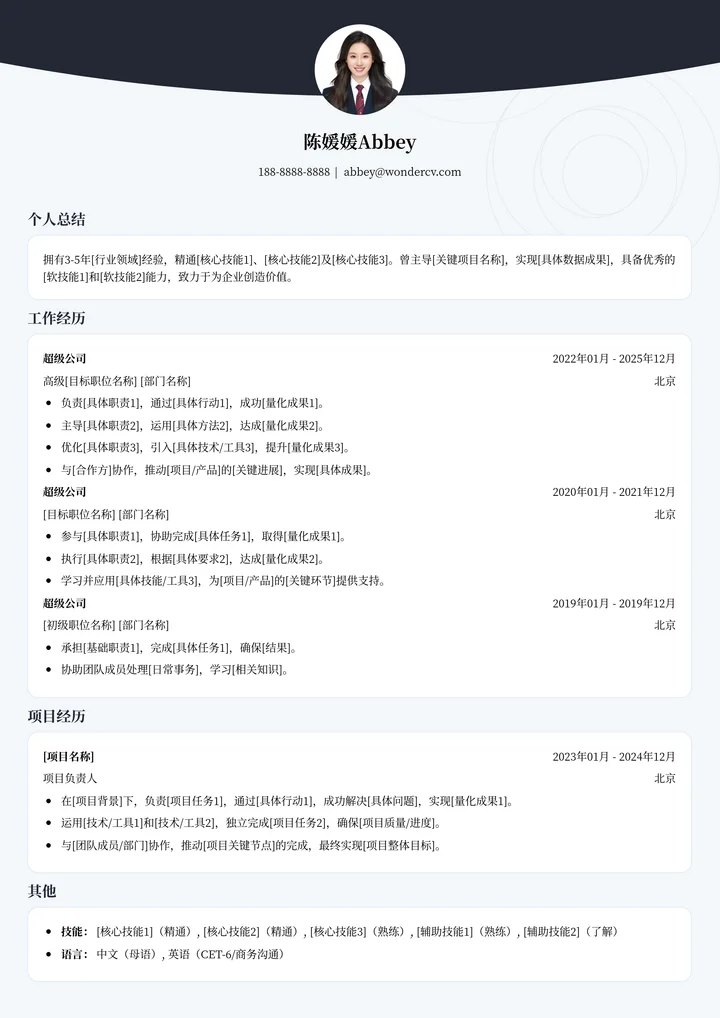 陈媛媛Abbey
188-8888-8888 | abbey@wondercv.com
个人总结
拥有3-5年[行业领域]经验，精通[核心技能1]、[核心技能2]及[核心技能3]。曾主导[关键项目名称]，实现[具体数据成果]，具备优秀的
[软技能1]和[软技能2]能力，致力于为企业创造价值。
工作经历
超级公司 2022年01月 - 2025年12月
高级[目标职位名称] [部门名称] 北京
• 负责[具体职责1]，通过[具体行动1]，成功[量化成果1]。
• 主导[具体职责2]，运用[具体方法2]，达成[量化成果2]。
• 优化[具体职责3]，引入[具体技术/工具3]，提升[量化成果3]。
• 与[合作方]协作，推动[项目/产品]的[关键进展]，实现[具体成果]。
超级公司 2020年01月 - 2021年12月
[目标职位名称] [部门名称] 北京
• 参与[具体职责1]，协助完成[具体任务1]，取得[量化成果1]。
• 执行[具体职责2]，根据[具体要求2]，达成[量化成果2]。
• 学习并应用[具体技能/工具3]，为[项目/产品]的[关键环节]提供支持。
超级公司 2019年01月 - 2019年12月
[初级职位名称] [部门名称] 北京
• 承担[基础职责1]，完成[具体任务1]，确保[结果]。
• 协助团队成员处理[日常事务]，学习[相关知识]。
项目经历
[项目名称] 2023年01月 - 2024年12月
项目负责人 北京
• 在[项目背景]下，负责[项目任务1]，通过[具体行动1]，成功解决[具体问题]，实现[量化成果1]。
• 运用[技术/工具1]和[技术/工具2]，独立完成[项目任务2]，确保[项目质量/进度]。
• 与[团队成员/部门]协作，推动[项目关键节点]的完成，最终实现[项目整体目标]。
其他
• 技能： [核心技能1]（精通）, [核心技能2]（精通）, [核心技能3]（熟练）, [辅助技能1]（熟练）, [辅助技能2]（了解）
• 语言： 中文（母语）, 英语（CET-6/商务沟通）